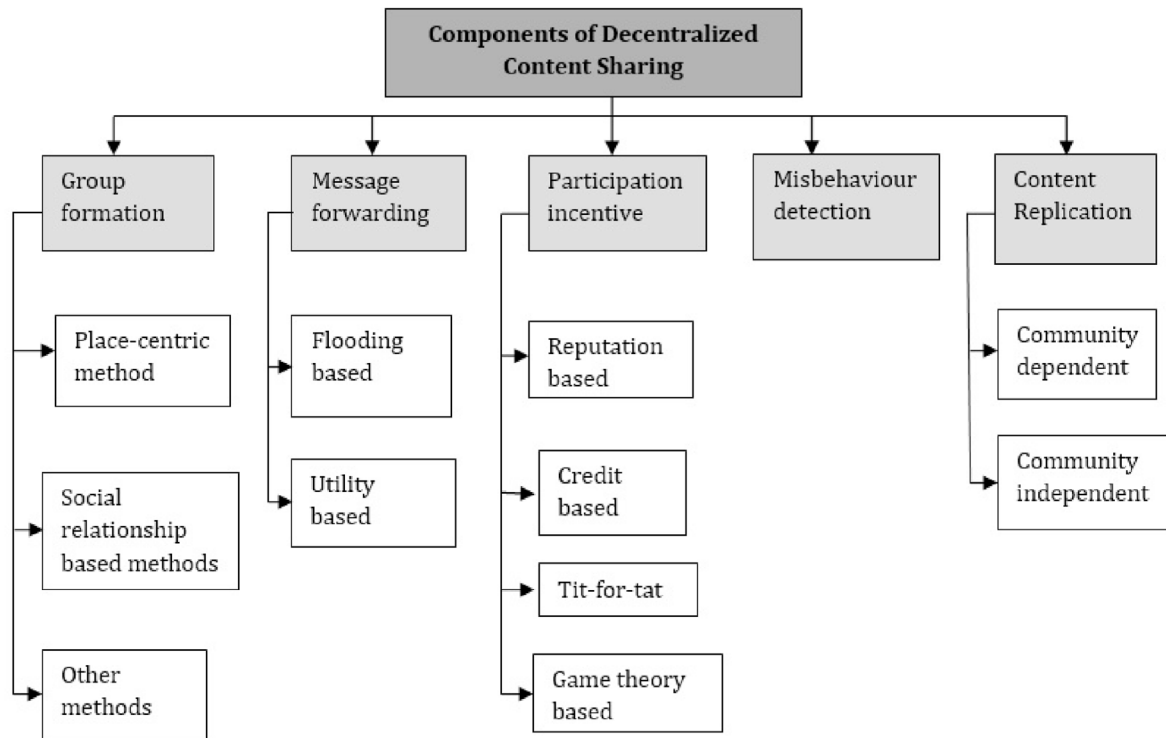 Components of Decentralized
Content Sharing
Group
formation
Message
forwarding
Participation
incentive
Misbehaviour
detection
Content
Replication
Place-centric
method
Social
relationship
based methods
Other
methods
Flooding
based
Utility
based
Reputation
based
Credit
based
Tit-for-tat
Game theory
based
Community
dependent
Community
independent